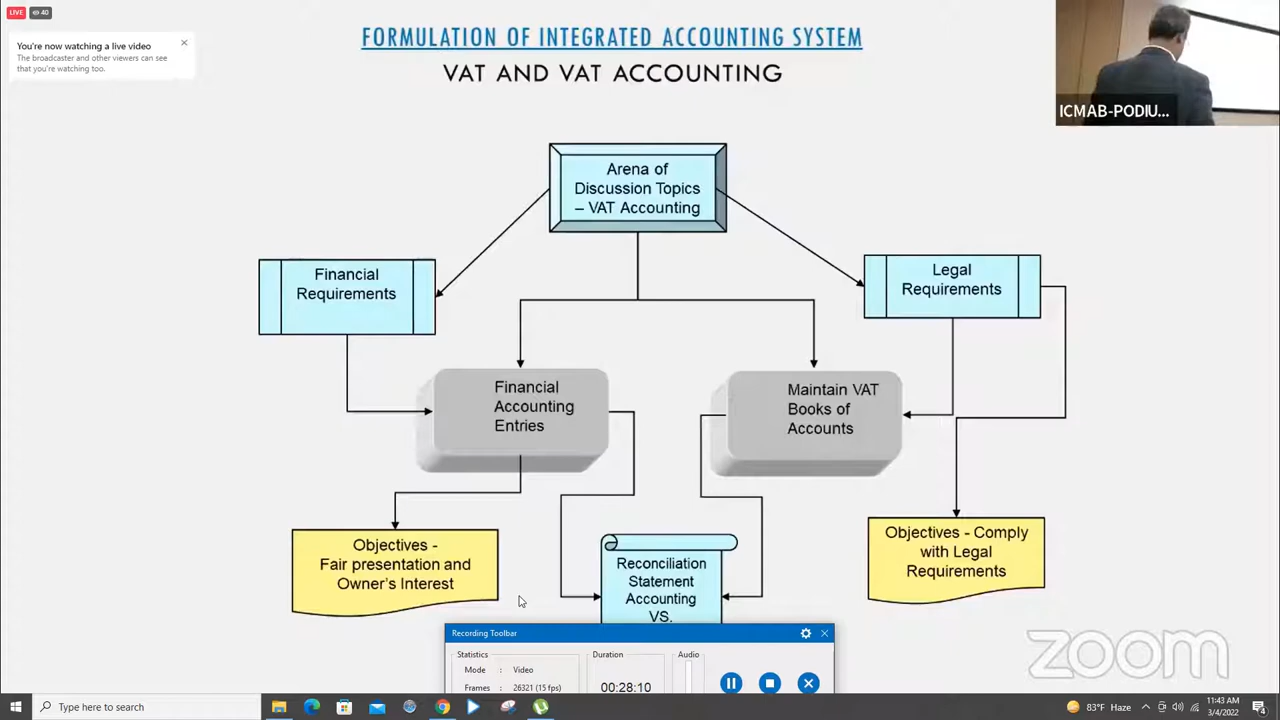 LIVE
40
You're now watching a live video
The broadcaster and other viewers can see
that you're watching too.
FORMULATION OF INTEGRATED ACCOUNTING SYSTEM
VAT AND VAT ACCOUNTING
ICMAB-PODIU...
Arena of
Discussion Topics
– VAT Accounting
Financial
Requirements
Legal
Requirements
Financial
Accounting
Entries
Maintain VAT
Books of
Accounts
Objectives -
Fair presentation and
Owner's Interest
Reconciliation
Statement
Accounting
VS.
Objectives - Comply
with Legal
Requirements
zoom
Recording Toolbar
Statistics
Duration
Audio
Mode : Video
Frames : 26321 (15 fps)
00:28:10
Type here to search
83°F Haze
11:43 AM
3/4/2022
4